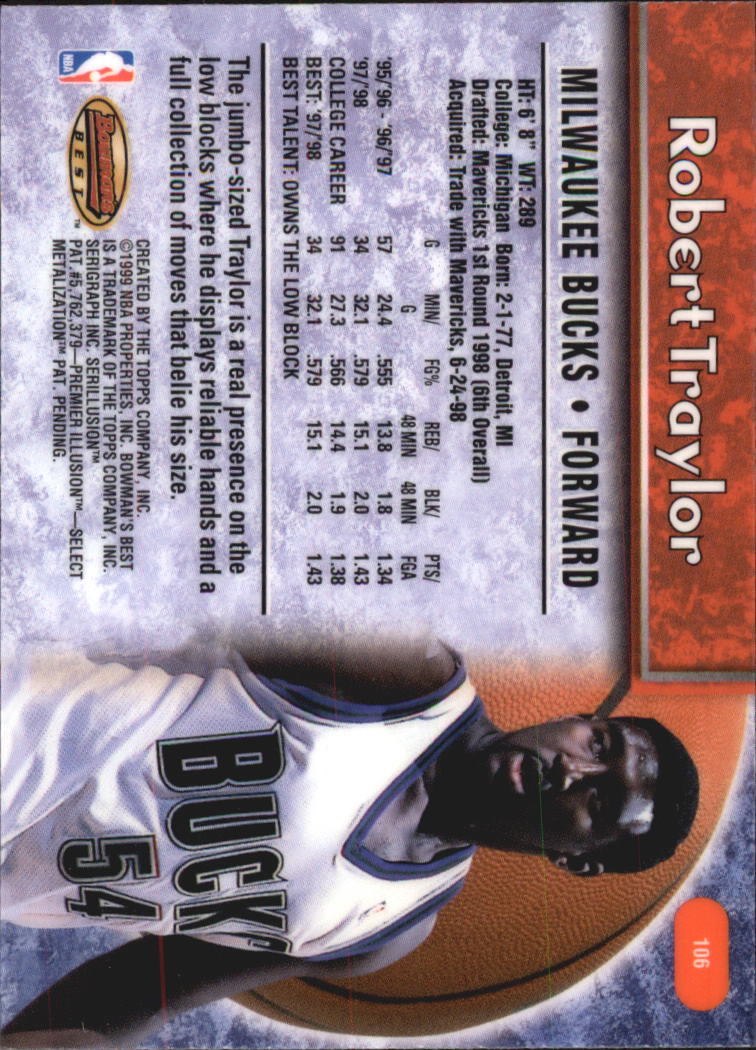 Robert Traylor
106
MILWAUKEE BUCKS • FORWARD
HT: 6' 8" WT: 289
College: Michigan Born: 2-1-77, Detroit, MI
Drafted: Mavericks 1st Round 1998 (6th Overall)
Acquired: Trade with Mavericks, 6-24-98
G MIN/G FG% REB/48 MIN BLK/48 MIN PTS/FGA
'95/'96 - '96/'97 57 24.4 .555 13.8 1.8 1.34
'97/'98 34 32.1 .579 15.1 2.0 1.43
COLLEGE CAREER 91 27.3 .566 14.4 1.9 1.38
BEST: '97/'98 34 32.1 .579 15.1 2.0 1.43
BEST TALENT: OWNS THE LOW BLOCK
The jumbo-sized Traylor is a real presence on the
low blocks where he displays reliable hands and a
full collection of moves that belie his size.
NBA
Bowman's
BEST
™
CREATED BY THE TOPPS COMPANY, INC.
©1999 NBA PROPERTIES, INC. BOWMAN'S BEST
IS A TRADEMARK OF THE TOPPS COMPANY, INC.
SERIGRAPH INC. SERILLUSION™
PAT. #5,762,379—PREMIER ILLUSION™—SELECT
METALIZATION™ PAT. PENDING.
BUCKS
54